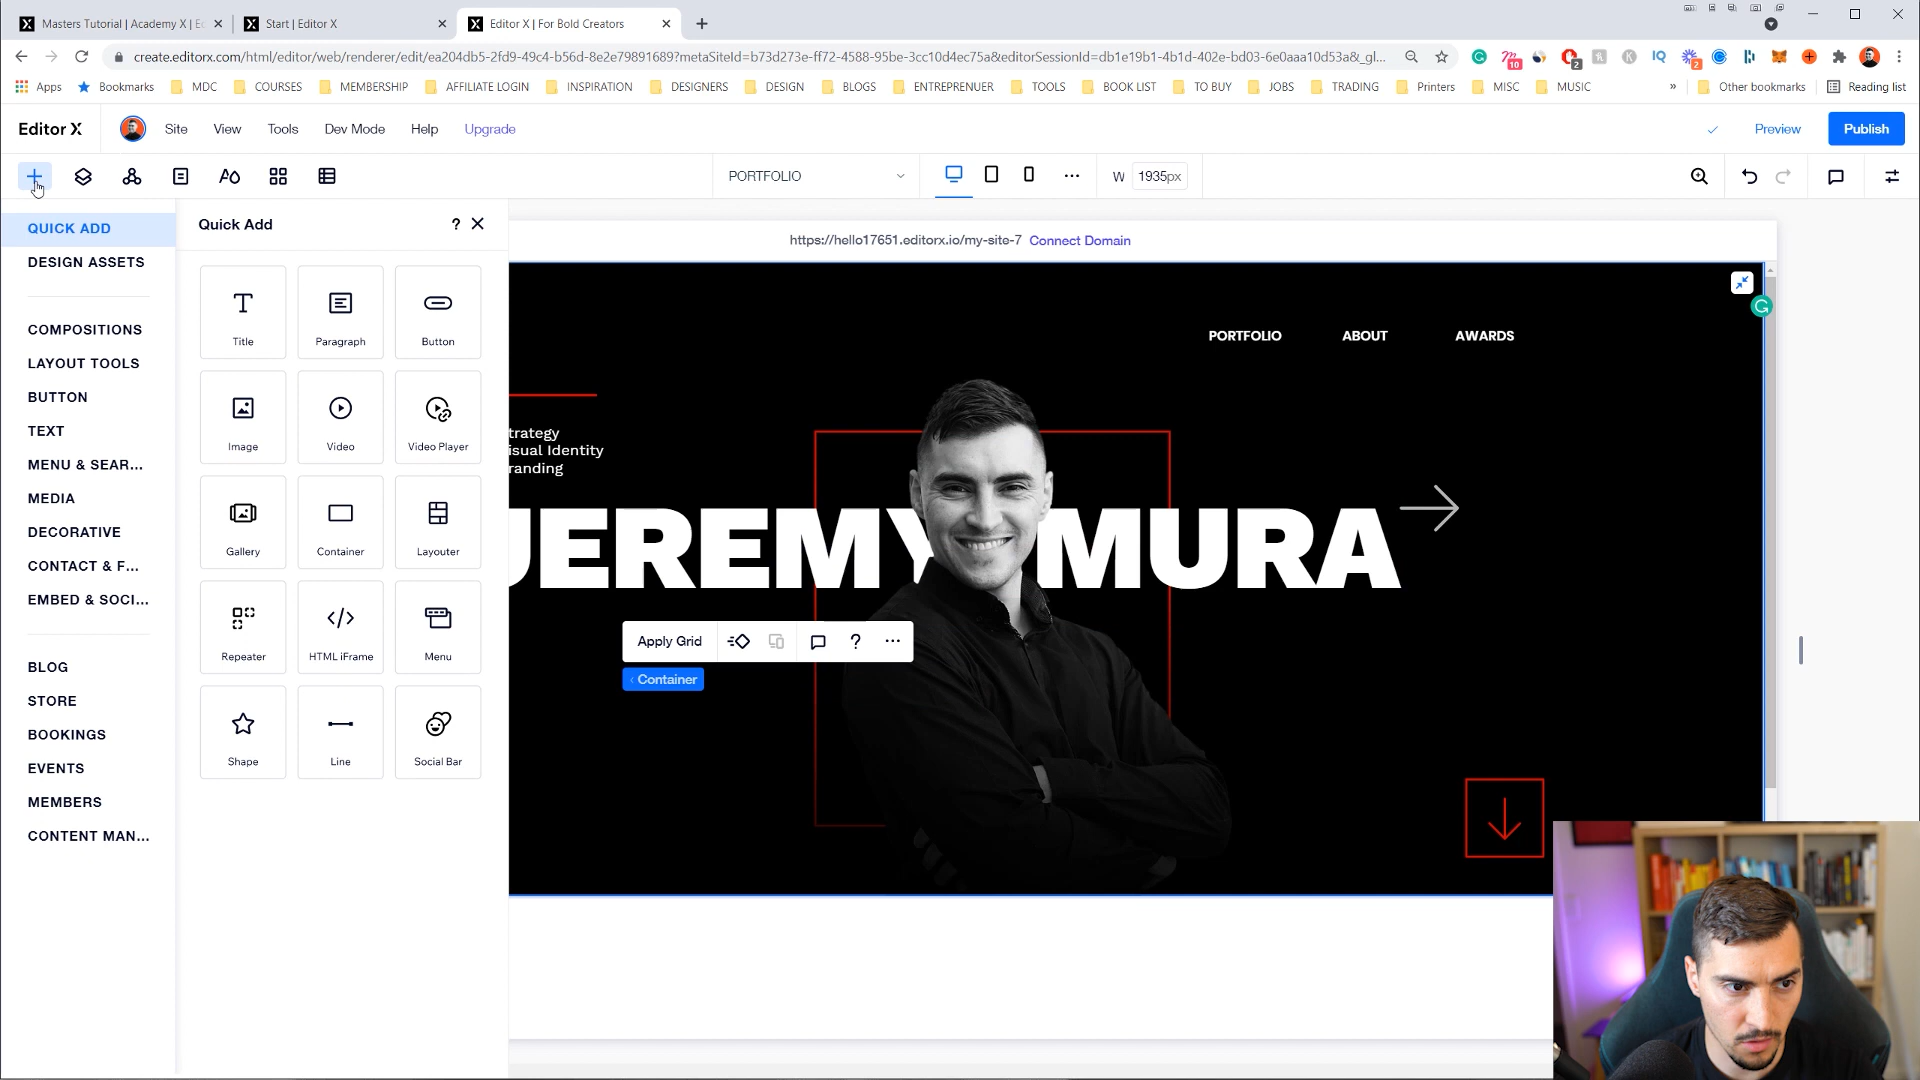 Masters Tutorial | Academy X | E
Start | Editor X
Editor X | For Bold Creators
create.editorx.com/html/editor/web/renderer/edit/ea204db5-2fd9-49c4-b56d-8e2e79891689?metaSiteId=b73d273e-ff72-4588-95be-3cc10d4ec75a&editorSessionId=db1e19b1-4b1d-402e-bd03-6e0aaa10d53a&_gl...
10
2
2
Apps
Bookmarks
MDC
COURSES
MEMBERSHIP
AFFILIATE LOGIN
INSPIRATION
DESIGNERS
DESIGN
BLOGS
ENTREPRENUER
TOOLS
BOOK LIST
TO BUY
JOBS
TRADING
Printers
MISC
MUSIC
»
Other bookmarks
Reading list
Editor X
Site
View
Tools
Dev Mode
Help
Upgrade
Preview
Publish
PORTFOLIO
W 1935px
QUICK ADD
DESIGN ASSETS
COMPOSITIONS
LAYOUT TOOLS
BUTTON
TEXT
MENU & SEAR...
MEDIA
DECORATIVE
CONTACT & F...
EMBED & SOCI...
BLOG
STORE
BOOKINGS
EVENTS
MEMBERS
CONTENT MAN...
Quick Add
?
Title
Paragraph
Button
Image
Video
Video Player
Gallery
Container
Layouter
Repeater
HTML iFrame
Menu
Shape
Line
Social Bar
https://hello17651.editorx.io/my-site-7 Connect Domain
PORTFOLIO
ABOUT
AWARDS
trategy
isual Identity
randing
JEREMY MURA
Apply Grid
?
‹ Container